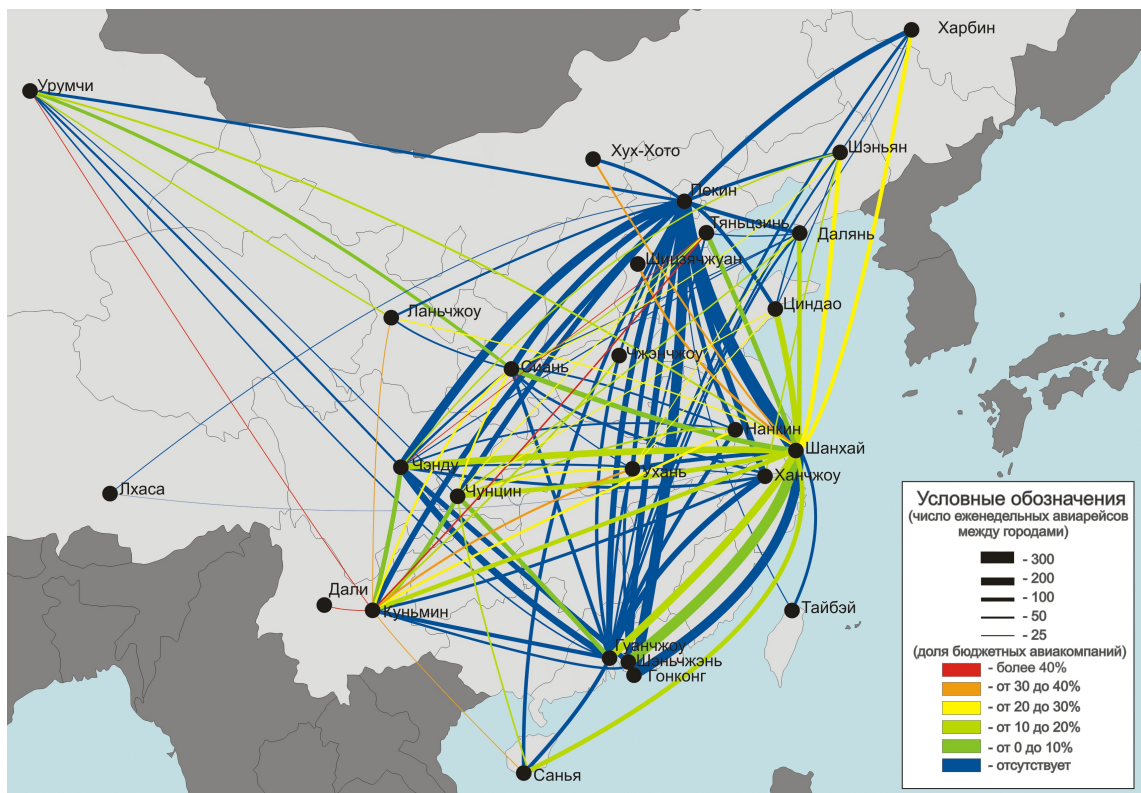 Харбин
Урумчи
Хух-Хото
Шэньян
Пекин
Тяньцзинь
Далянь
Шицзячжуан
Циндао
Ланьчжоу
Чжэнчжоу
Сиань
Нанкин
Шанхай
Чэнду
Ухань
Ханчжоу
Чунцин
Лхаса
Дали
Куньмин
Тайбэй
Гуанчжоу
Шэньчжэнь
Гонконг
Санья
Условные обозначения
(число еженедельных авиарейсов
между городами)
- 300
- 200
- 100
- 50
- 25
(доля бюджетных авиакомпаний)
- более 40%
- от 30 до 40%
- от 20 до 30%
- от 10 до 20%
- от 0 до 10%
- отсутствует